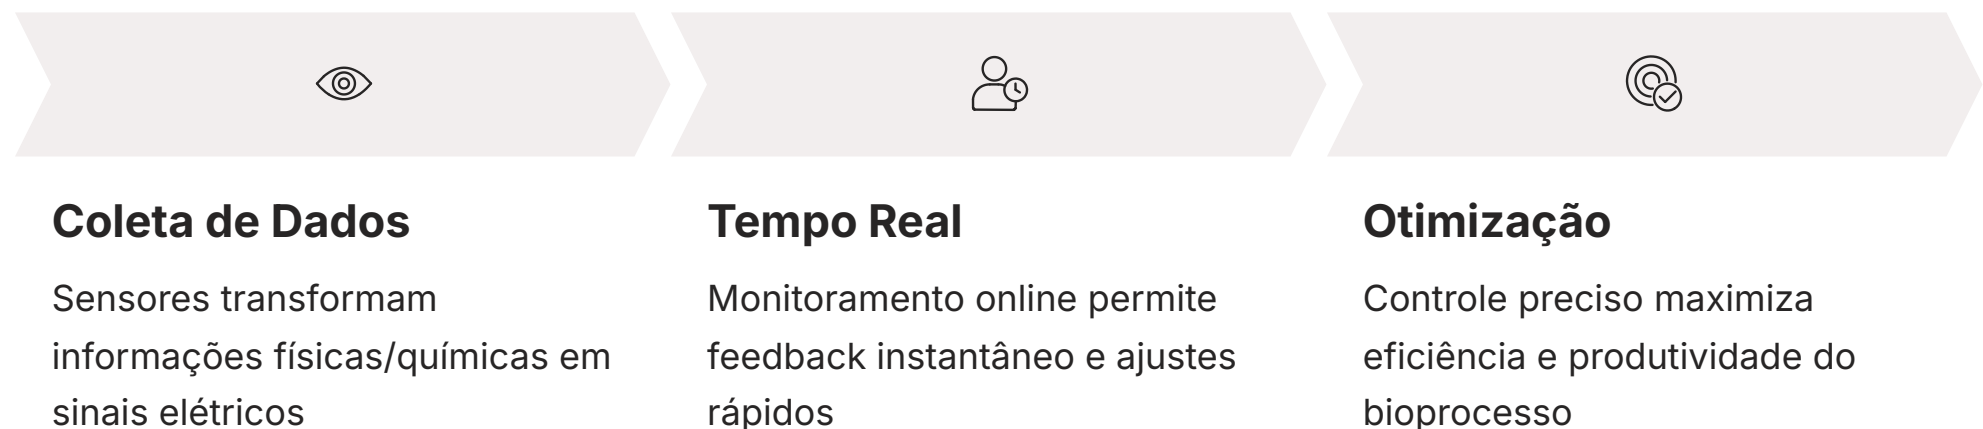 Coleta de Dados
Sensores transformam
informações físicas/químicas em
sinais elétricos
Tempo Real
Monitoramento online permite
feedback instantâneo e ajustes
rápidos
Otimização
Controle preciso maximiza
eficiência e produtividade do
bioprocesso